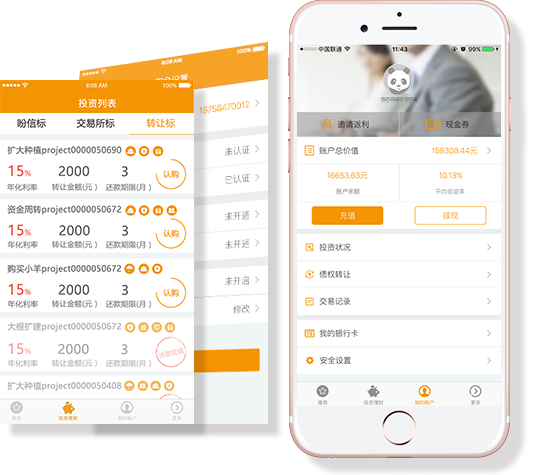 8:08 AM
100%
投资列表
盼信标
交易所标
转让标
扩大种植project0000050690
15% 2000 3 认购
年化利率 转让金额(元) 还款期限(月)
资金周转project0000050672
15% 2000 3 认购
年化利率 转让金额(元) 还款期限(月)
购买小羊project0000050672
15% 2000 3 认购
年化利率 转让金额(元) 还款期限(月)
大棚扩建project0000050672
15% 2000 3 还款完成
年化利率 转让金额(元) 还款期限(月)
扩大种植project0000050408
15% 2000 3
推荐 投资理财 我的账户 更多
8:08 AM 100%
安全设置
18756470012
未认证
已认证
未开通
未开通
未开启
修改
中国联通 11:43 99%
邀请返利 现金券
账户总价值 159308.44元
16653.63元 10.13%
账户余额 平均收益率
充值 提现
投资状况
债权转让
交易记录
我的银行卡
安全设置
推荐 投资理财 我的账户 更多